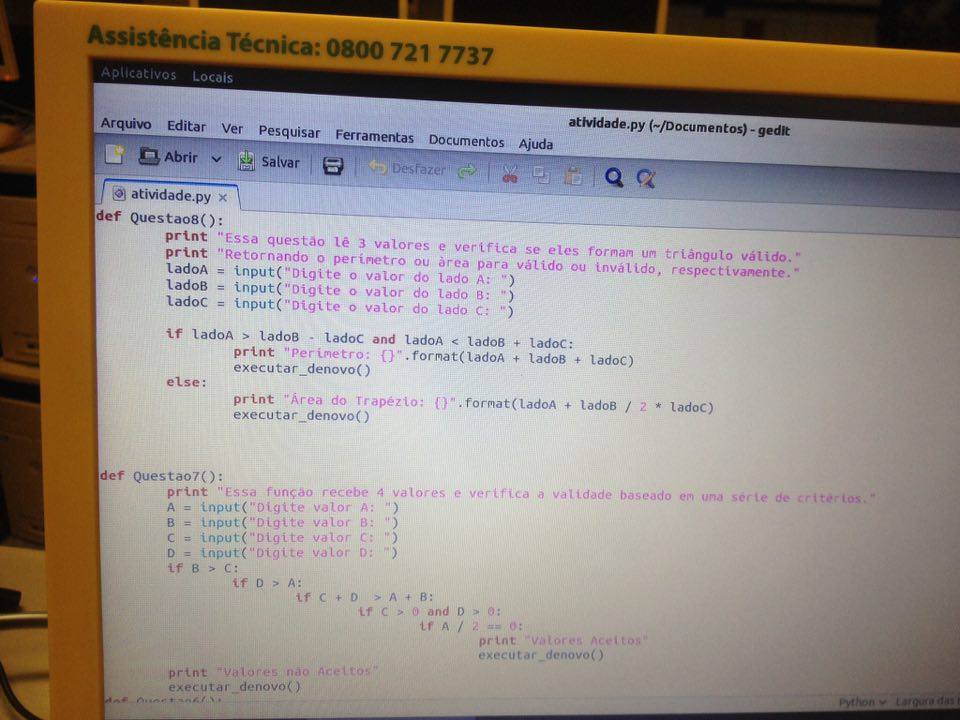 Assistência Técnica: 0800 721 7737
Aplicativos Locais
atividade.py (~/Documentos) - gedit
Arquivo Editar Ver Pesquisar Ferramentas Documentos Ajuda
Abrir Salvar Desfazer
atividade.py ×
def Questao8():
print "Essa questão lê 3 valores e verifica se eles formam um triângulo válido."
print "Retornando o perímetro ou àrea para válido ou inválido, respectivamente."
ladoA = input("Digite o valor do lado A: ")
ladoB = input("Digite o valor do lado B: ")
ladoC = input("Digite o valor do lado C: ")
if ladoA > ladoB - ladoC and ladoA < ladoB + ladoC:
print "Perímetro: {}".format(ladoA + ladoB + ladoC)
executar_denovo()
else:
print "Área do Trapézio: {}".format(ladoA + ladoB / 2 * ladoC)
executar_denovo()
def Questao7():
print "Essa função recebe 4 valores e verifica a validade baseado em uma série de critérios."
A = input("Digite valor A: ")
B = input("Digite valor B: ")
C = input("Digite valor C: ")
D = input("Digite valor D: ")
if B > C:
if D > A:
if C + D  > A + B:
if C > 0 and D > 0:
if A / 2 == 0:
print "Valores Aceitos"
executar_denovo()
print "Valores não Aceitos"
executar_denovo()
def Questao6():
Python Largura das